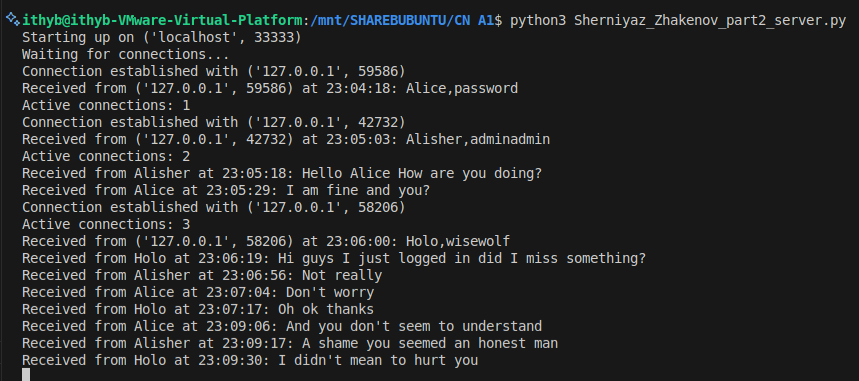 ithyb@ithyb-VMware-Virtual-Platform:/mnt/SHAREBUBUNTU/CN A1$ python3 Sherniyaz_Zhakenov_part2_server.py
Starting up on ('localhost', 33333)
Waiting for connections...
Connection established with ('127.0.0.1', 59586)
Received from ('127.0.0.1', 59586) at 23:04:18: Alice,password
Active connections: 1
Connection established with ('127.0.0.1', 42732)
Received from ('127.0.0.1', 42732) at 23:05:03: Alisher,adminadmin
Active connections: 2
Received from Alisher at 23:05:18: Hello Alice How are you doing?
Received from Alice at 23:05:29: I am fine and you?
Connection established with ('127.0.0.1', 58206)
Active connections: 3
Received from ('127.0.0.1', 58206) at 23:06:00: Holo,wisewolf
Received from Holo at 23:06:19: Hi guys I just logged in did I miss something?
Received from Alisher at 23:06:56: Not really
Received from Alice at 23:07:04: Don't worry
Received from Holo at 23:07:17: Oh ok thanks
Received from Alice at 23:09:06: And you don't seem to understand
Received from Alisher at 23:09:17: A shame you seemed an honest man
Received from Holo at 23:09:30: I didn't mean to hurt you